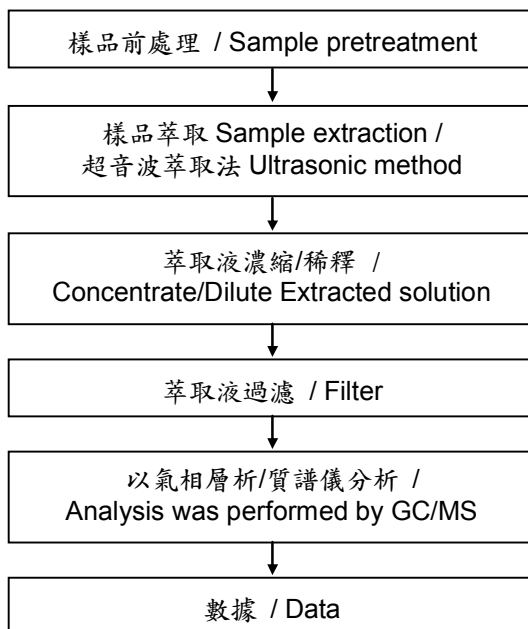 樣品前處理 / Sample pretreatment
樣品萃取 Sample extraction /
超音波萃取法 Ultrasonic method
萃取液濃縮/稀釋 /
Concentrate/Dilute Extracted solution
萃取液過濾 / Filter
以氣相層析/質譜儀分析 /
Analysis was performed by GC/MS
數據 / Data